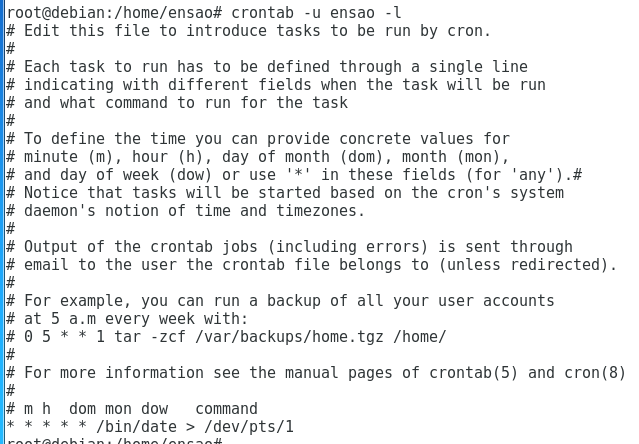 root@debian:/home/ensao# crontab -u ensao -l
# Edit this file to introduce tasks to be run by cron.
#
# Each task to run has to be defined through a single line
# indicating with different fields when the task will be run
# and what command to run for the task
#
# To define the time you can provide concrete values for
# minute (m), hour (h), day of month (dom), month (mon),
# and day of week (dow) or use '*' in these fields (for 'any').#
# Notice that tasks will be started based on the cron's system
# daemon's notion of time and timezones.
#
# Output of the crontab jobs (including errors) is sent through
# email to the user the crontab file belongs to (unless redirected).
#
# For example, you can run a backup of all your user accounts
# at 5 a.m every week with:
# 0 5 * * 1 tar -zcf /var/backups/home.tgz /home/
#
# For more information see the manual pages of crontab(5) and cron(8)
#
# m h  dom mon dow   command
* * * * * /bin/date > /dev/pts/1
root@debian:/home/ensao#